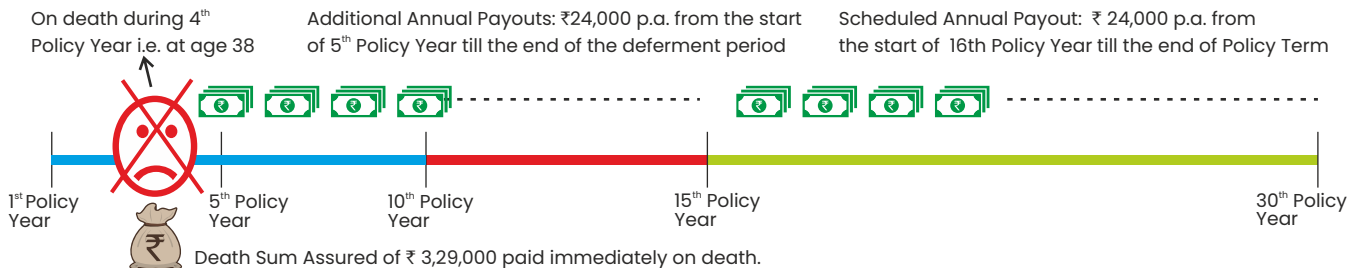 On death during 4th
Policy Year i.e. at age 38
Additional Annual Payouts: ₹24,000 p.a. from the start
of 5th Policy Year till the end of the deferment period
Scheduled Annual Payout: ₹ 24,000 p.a. from
the start of 16th Policy Year till the end of Policy Term
₹ ₹ ₹ ₹ ₹ ₹ ₹ ₹
1st Policy
Year
5th Policy
Year
10th Policy
Year
15th Policy
Year
30th Policy
Year
₹
Death Sum Assured of ₹ 3,29,000 paid immediately on death.